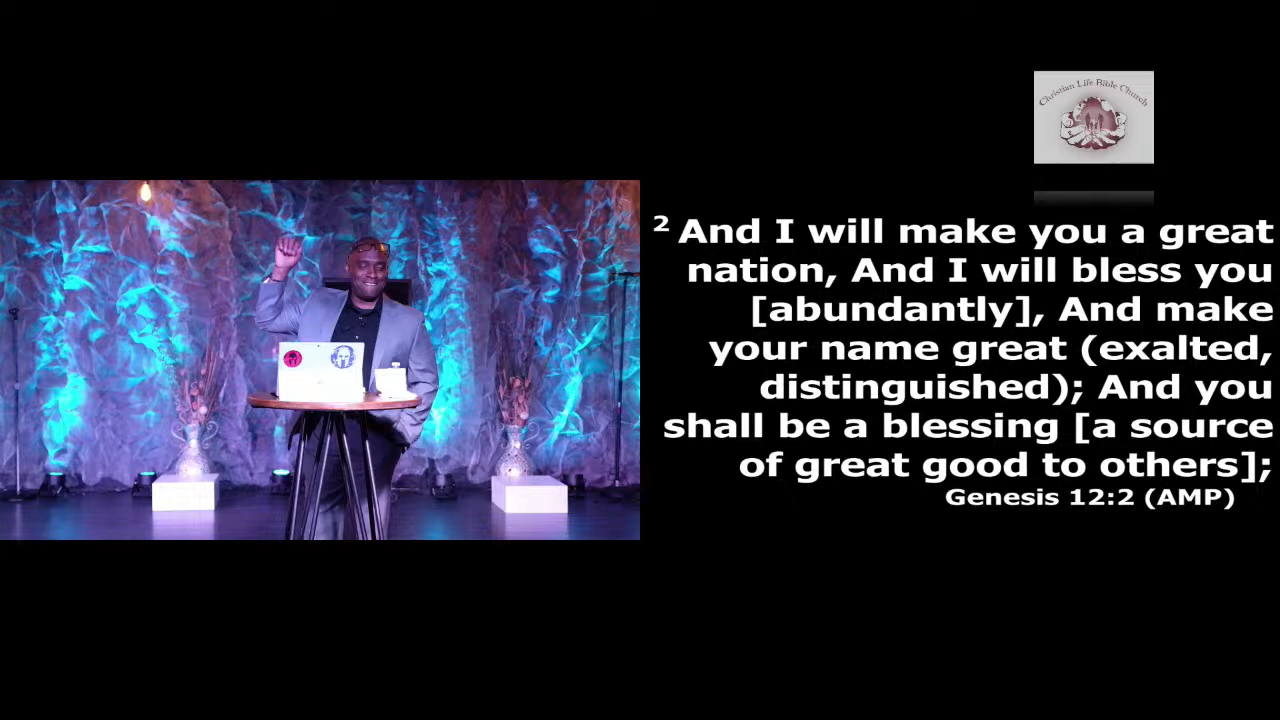 Christian Life Bible Church
2 And I will make you a great
nation, And I will bless you
[abundantly], And make
your name great (exalted,
distinguished); And you
shall be a blessing [a source
of great good to others];
Genesis 12:2 (AMP)